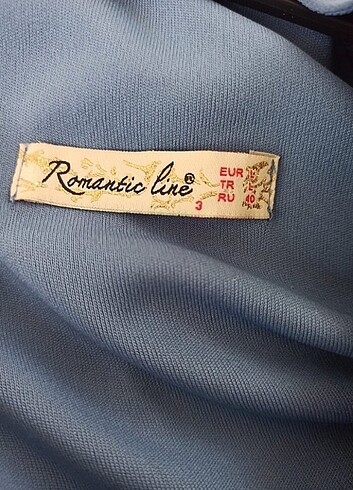 Romantic line®
3
EUR
TR
RU 40